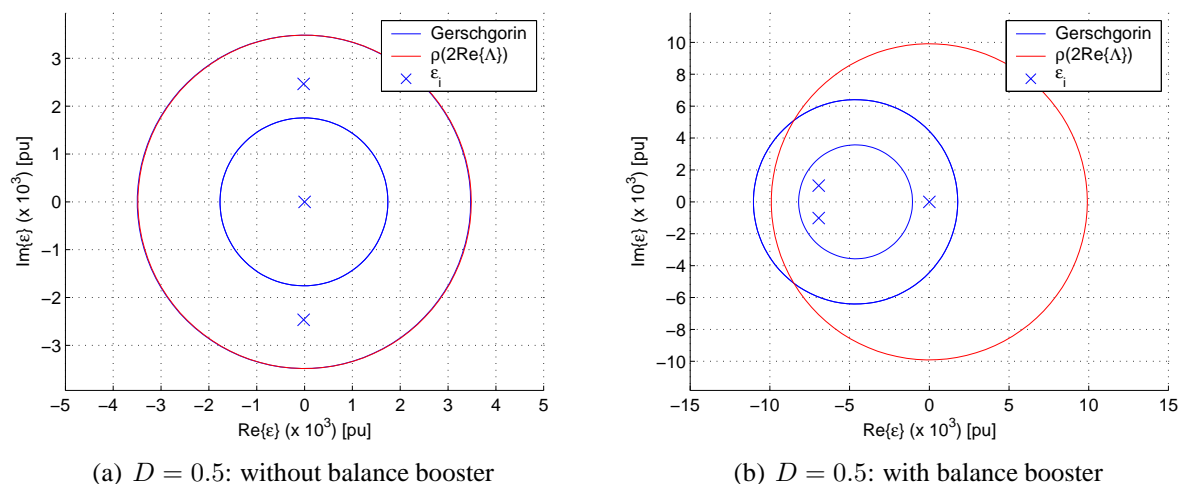 Gerschgorin
ρ(2Re{Λ})
ε_i
3
2
1
0
−1
−2
−3
Im{ε} (x 10^3) [pu]
−5 −4 −3 −2 −1 0 1 2 3 4 5
Re{ε} (x 10^3) [pu]
(a) D = 0.5: without balance booster
Gerschgorin
ρ(2Re{Λ})
ε_i
10
8
6
4
2
0
−2
−4
−6
−8
−10
Im{ε} (x 10^3) [pu]
−15 −10 −5 0 5 10 15
Re{ε} (x 10^3) [pu]
(b) D = 0.5: with balance booster